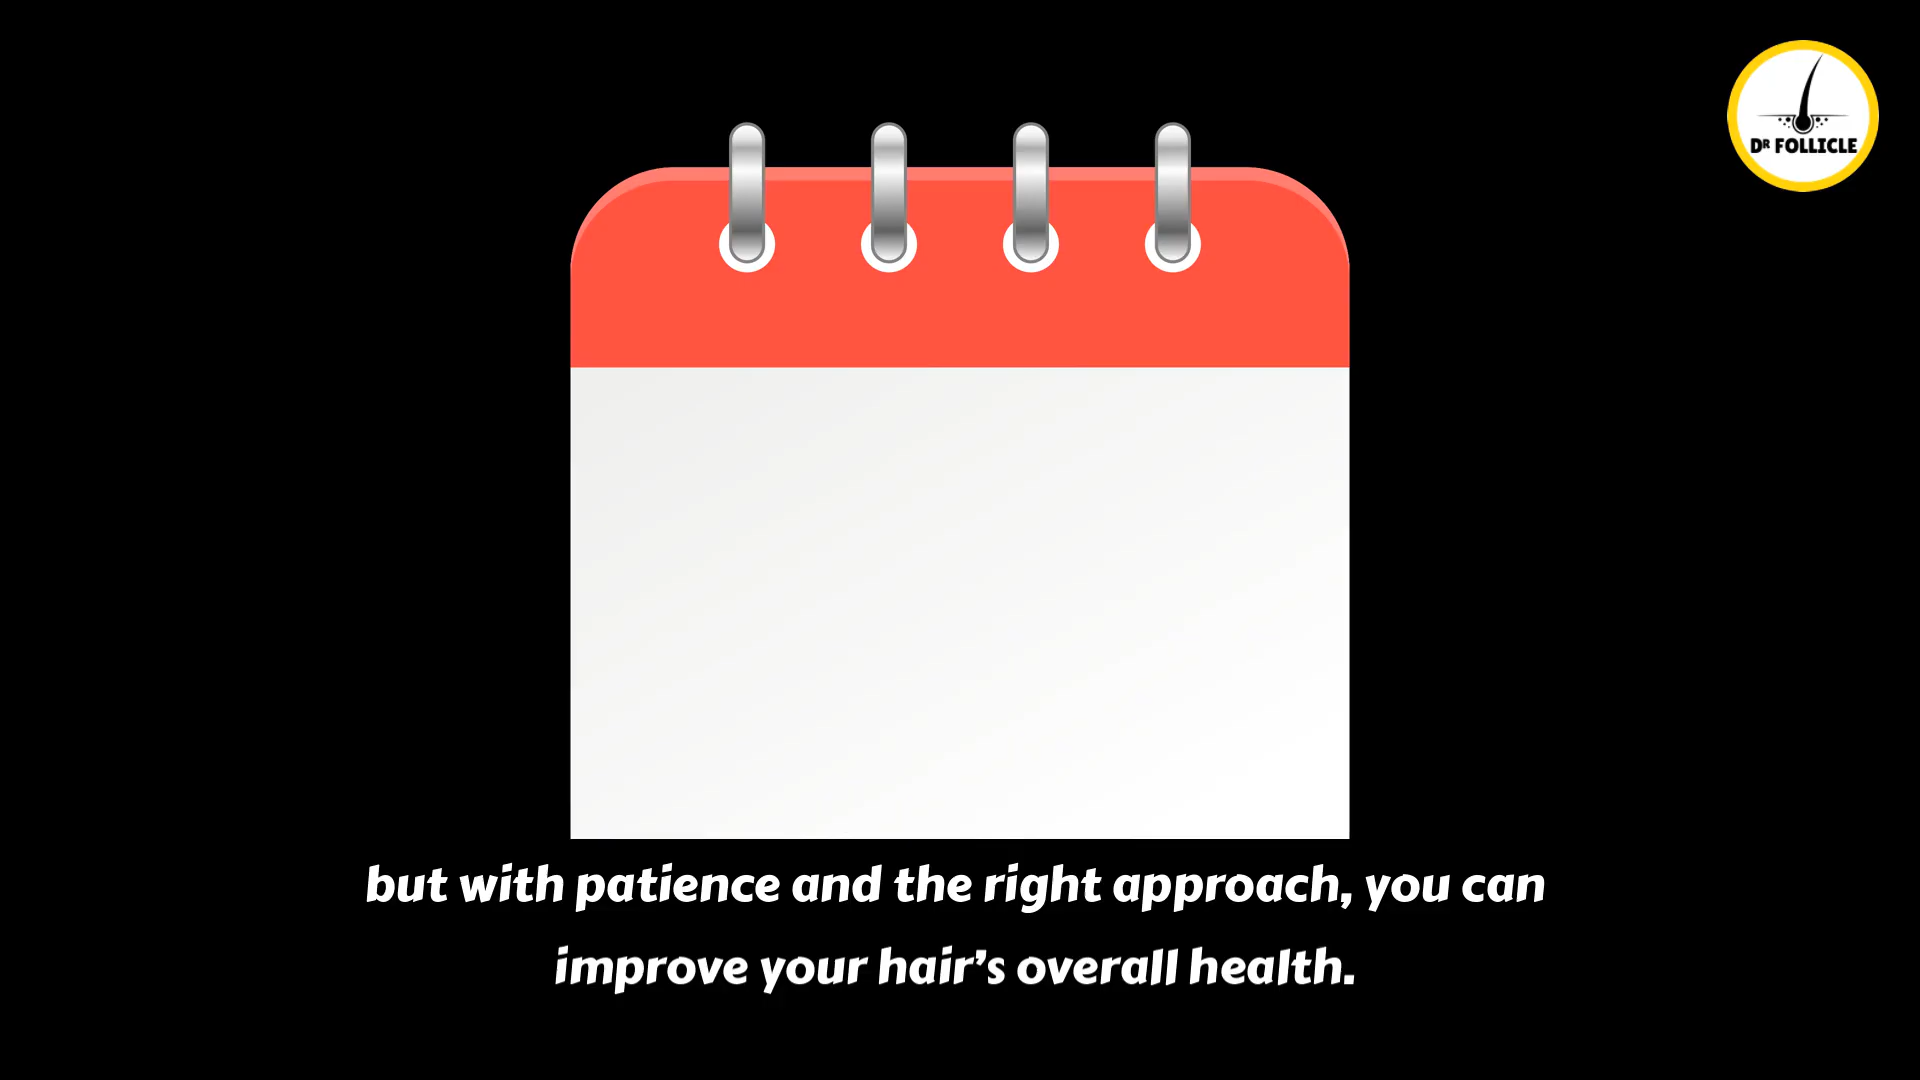 DR FOLLICLE
but with patience and the right approach, you can
improve your hair's overall health.